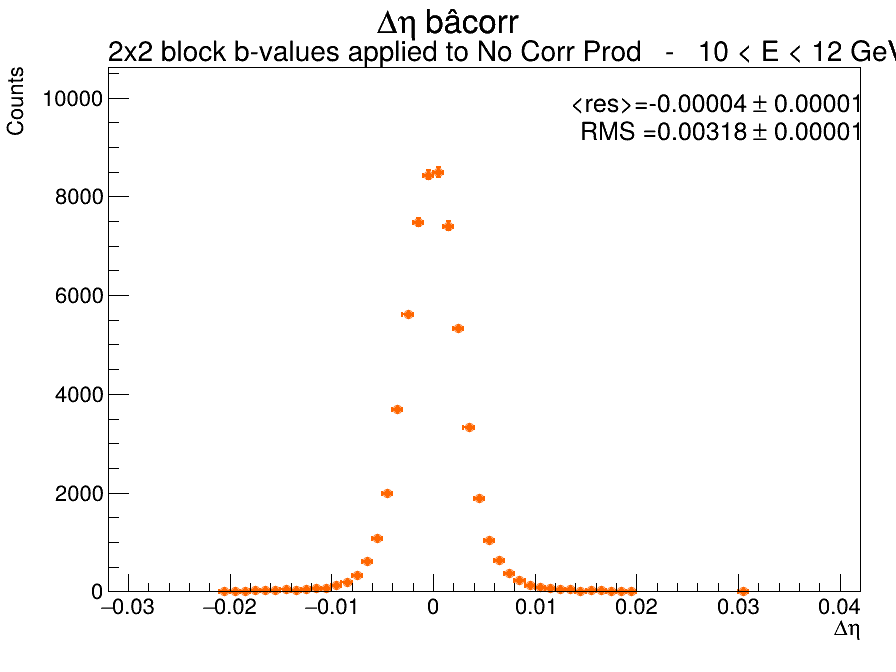 Δη bâcorr
2x2 block b-values applied to No Corr Prod - 10 < E < 12 GeV
Counts
<res>=-0.00004 ± 0.00001
RMS =0.00318 ± 0.00001
10000
8000
6000
4000
2000
0
−0.03 −0.02 −0.01 0 0.01 0.02 0.03 0.04
Δη